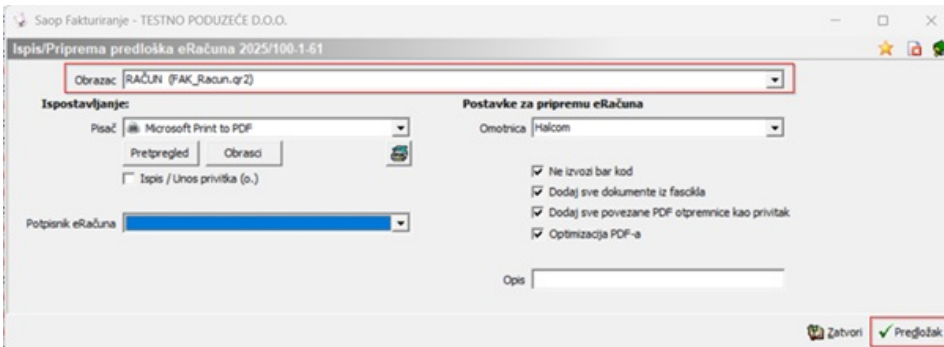 Saop Fakturiranje - TESTNO PODUZEĆE D.O.O.
Ispis/Priprema predloška eRačuna 2025/100-1-61
Obrazac RAČUN (FAK_Racun.qr2)
Ispostavljanje:
Pisač Microsoft Print to PDF
Pretpregled Obrasci
Ispis / Unos privitka (o.)
Potpisnik eRačuna
Postavke za pripremu eRačuna
Omotnica Halcom
Ne izvozi bar kod
Dodaj sve dokumente iz fascikla
Dodaj sve povezane PDF otpremnice kao privitak
Optimizacija PDF-a
Opis
Zatvori Predložak